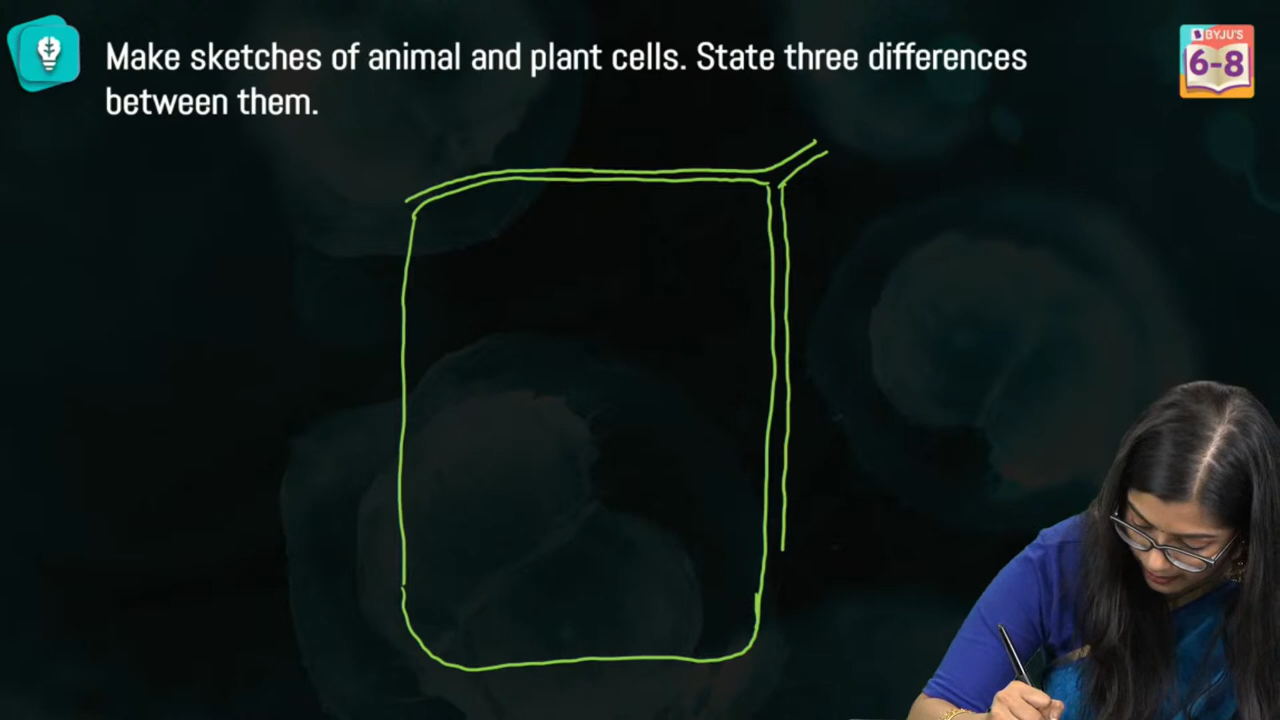 Make sketches of animal and plant cells. State three differences
between them.
BYJU'S
6-8